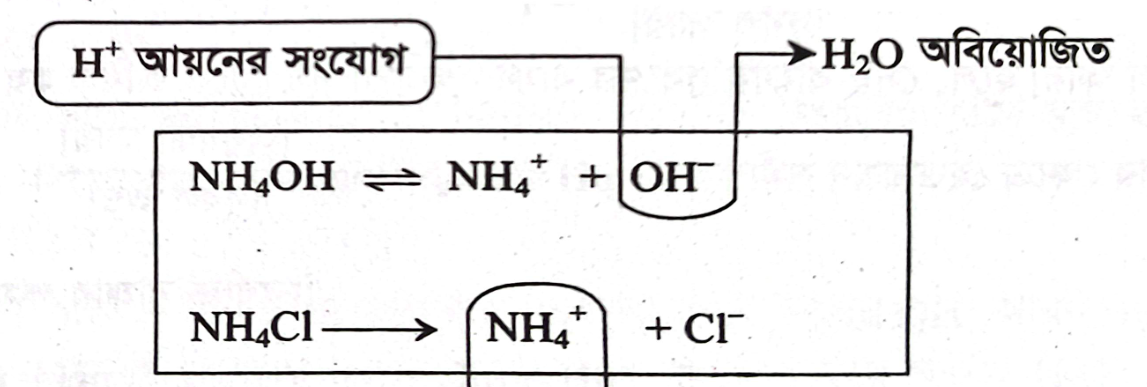 H⁺ আয়নের সংযোগ → H₂O অবিয়োজিত
NH₄OH ⇌ NH₄⁺ + OH⁻
NH₄Cl → NH₄⁺ + Cl⁻